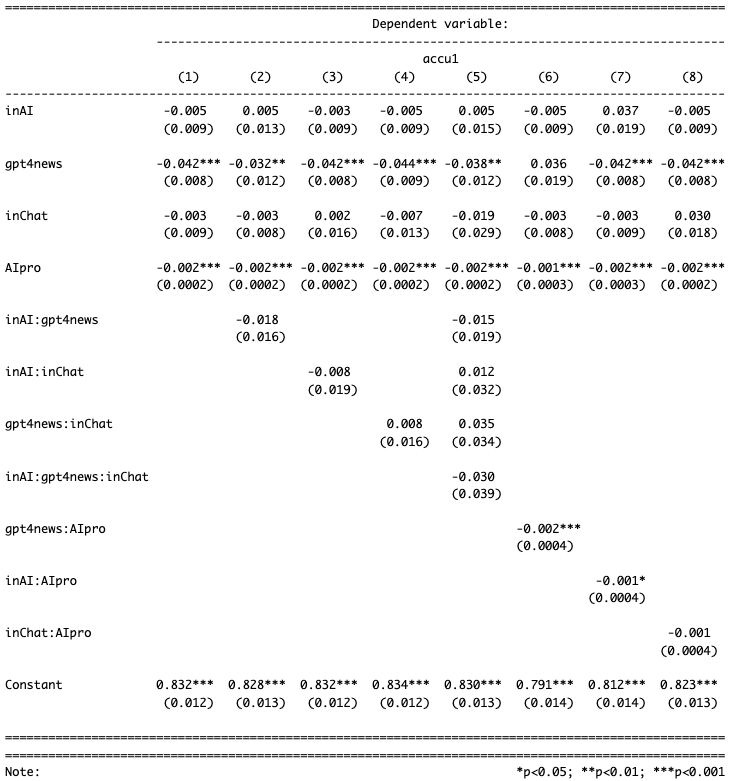 ====================================================================================================
Dependent variable:
-------------------------------------------------------------------------------
accu1
(1) (2) (3) (4) (5) (6) (7) (8)
----------------------------------------------------------------------------------------------------
inAI -0.005 0.005 -0.003 -0.005 0.005 -0.005 0.037 -0.005
(0.009) (0.013) (0.009) (0.009) (0.015) (0.009) (0.019) (0.009)
gpt4news -0.042*** -0.032** -0.042*** -0.044*** -0.038** 0.036 -0.042*** -0.042***
(0.008) (0.012) (0.008) (0.009) (0.012) (0.019) (0.008) (0.008)
inChat -0.003 -0.003 0.002 -0.007 -0.019 -0.003 -0.003 0.030
(0.009) (0.008) (0.016) (0.013) (0.029) (0.008) (0.009) (0.018)
AIpro -0.002*** -0.002*** -0.002*** -0.002*** -0.002*** -0.001*** -0.002*** -0.002***
(0.0002) (0.0002) (0.0002) (0.0002) (0.0002) (0.0003) (0.0003) (0.0002)
inAI:gpt4news -0.018 -0.015
(0.016) (0.019)
inAI:inChat -0.008 0.012
(0.019) (0.032)
gpt4news:inChat 0.008 0.035
(0.016) (0.034)
inAI:gpt4news:inChat -0.030
(0.039)
gpt4news:AIpro -0.002***
(0.0004)
inAI:AIpro -0.001*
(0.0004)
inChat:AIpro -0.001
(0.0004)
Constant 0.832*** 0.828*** 0.832*** 0.834*** 0.830*** 0.791*** 0.812*** 0.823***
(0.012) (0.013) (0.012) (0.012) (0.013) (0.014) (0.014) (0.013)
====================================================================================================
====================================================================================================
Note: *p<0.05; **p<0.01; ***p<0.001